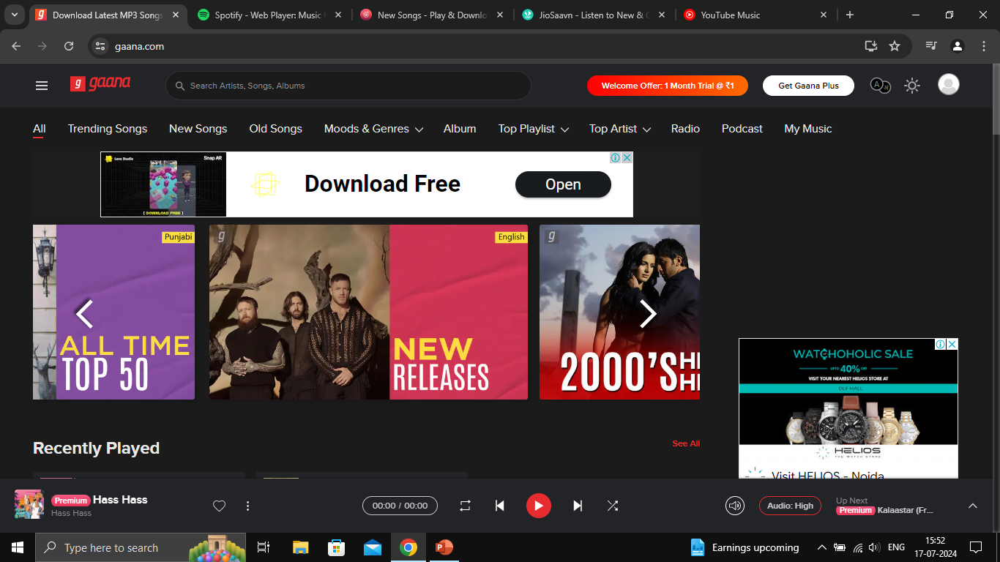 Download Latest MP3 Songs
Spotify - Web Player: Music
New Songs - Play & Downlo
JioSaavn - Listen to New &
YouTube Music
gaana.com
g gaana
Search Artists, Songs, Albums
Welcome Offer: 1 Month Trial @ ₹1
Get Gaana Plus
A
All
Trending Songs
New Songs
Old Songs
Moods & Genres
Album
Top Playlist
Top Artist
Radio
Podcast
My Music
Lens Studio
Snap AR
[ DOWNLOAD FREE ]
Download Free
Open
Punjabi
ALL TIME
TOP 50
g
English
NEW
RELEASES
g
2000'S
WATCHOHOLIC SALE
UPTO 40% OFF
VISIT YOUR NEAREST HELIOS STORE AT
DLF MALL
HELIOS
THE WATCH STORE
Visit HELIOS - Noida
Recently Played
See All
Premium Hass Hass
Hass Hass
00:00 / 00:00
Audio: High
Up Next
Premium Kalaastar (Fr...
Type here to search
Earnings upcoming
ENG
15:52
17-07-2024